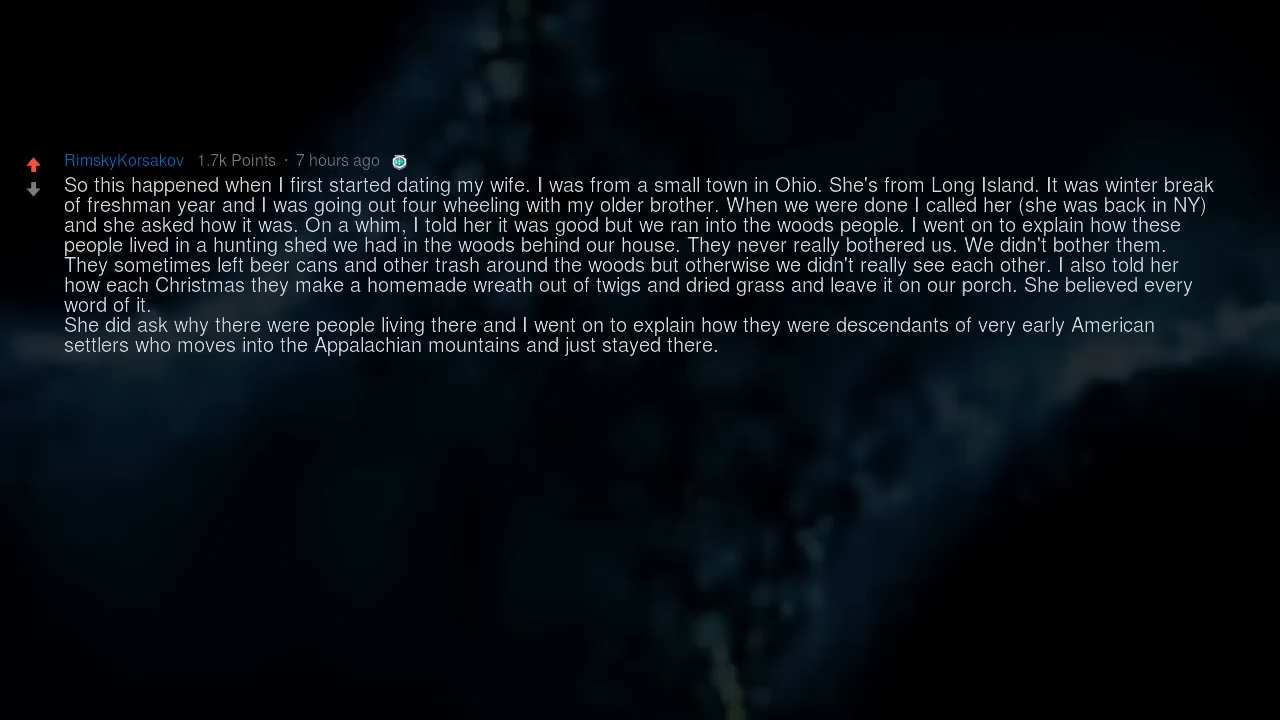 RimskyKorsakov 1.7k Points · 7 hours ago
So this happened when I first started dating my wife. I was from a small town in Ohio. She's from Long Island. It was winter break
of freshman year and I was going out four wheeling with my older brother. When we were done I called her (she was back in NY)
and she asked how it was. On a whim, I told her it was good but we ran into the woods people. I went on to explain how these
people lived in a hunting shed we had in the woods behind our house. They never really bothered us. We didn't bother them.
They sometimes left beer cans and other trash around the woods but otherwise we didn't really see each other. I also told her
how each Christmas they make a homemade wreath out of twigs and dried grass and leave it on our porch. She believed every
word of it.
She did ask why there were people living there and I went on to explain how they were descendants of very early American
settlers who moves into the Appalachian mountains and just stayed there.